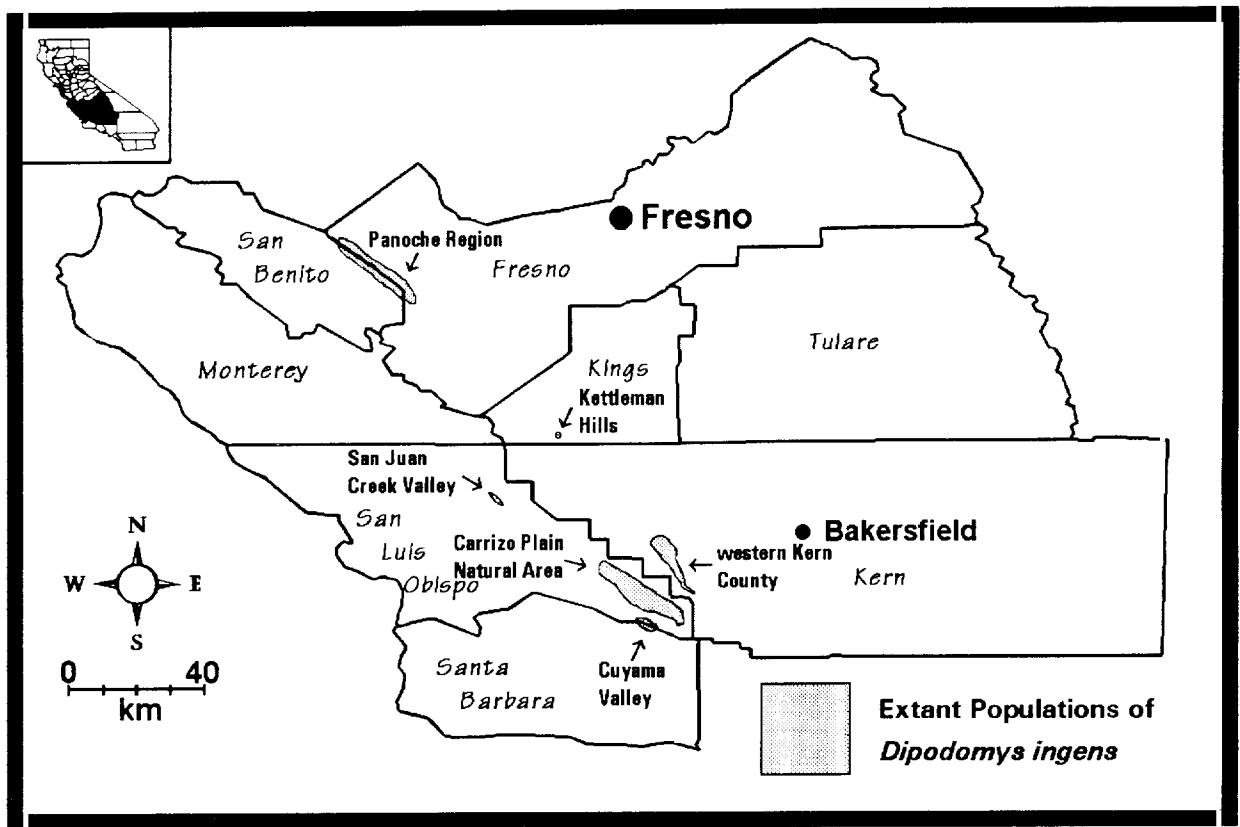 Fresno
San
Benito
Panoche Region
Fresno
Monterey
Kings
Tulare
Kettleman
Hills
San Juan
Creek Valley
San
Luis
Obispo
Carrizo Plain
Natural Area
Bakersfield
western Kern
County
Kern
N
W E
S
0 40
km
Santa
Barbara
Cuyama
Valley
Extant Populations of
Dipodomys ingens